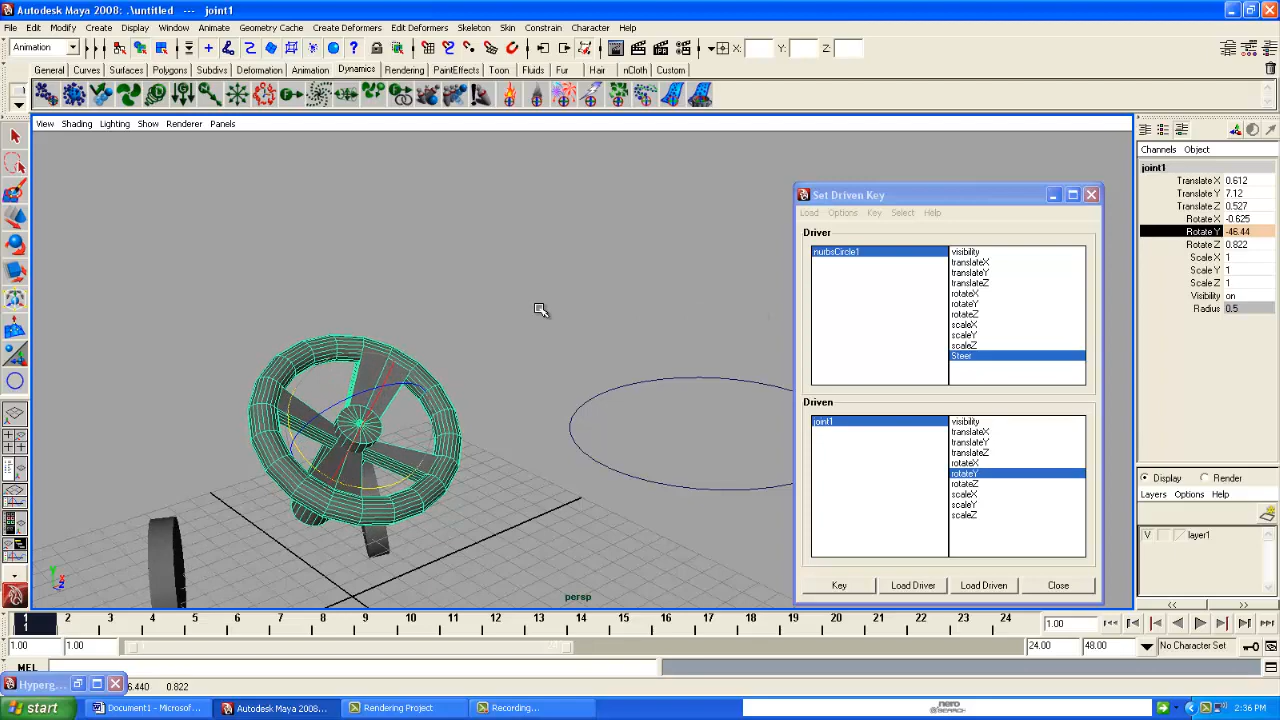 Autodesk Maya 2008: .\untitled --- joint1
File Edit Modify Create Display Window Animate Geometry Cache Create Deformers Edit Deformers Skeleton Skin Constrain Character Help
Animation X: Y: Z:
General Curves Surfaces Polygons Subdivs Deformation Animation Dynamics Rendering PaintEffects Toon Fluids Fur Hair nCloth Custom
View Shading Lighting Show Renderer Panels
Channels Object
joint1
Translate X 0.612
Translate Y 7.12
Translate Z 0.527
Rotate X -0.625
Rotate Y -46.44
Rotate Z 0.822
Scale X 1
Scale Y 1
Scale Z 1
Visibility on
Radius 0.5
Set Driven Key
Load Options Key Select Help
Driver
nurbsCircle1
visibility
translateX
translateY
translateZ
rotateX
rotateY
rotateZ
scaleX
scaleY
scaleZ
Steer
Driven
joint1
visibility
translateX
translateY
translateZ
rotateX
rotateY
rotateZ
scaleX
scaleY
scaleZ
Key Load Driver Load Driven Close
Display Render
Layers Options Help
V layer1
persp
1 2 3 4 5 6 7 8 9 10 11 12 13 14 15 16 17 18 19 20 21 22 23 24 1.00
1
1.00 1.00 24.00 48.00 No Character Set
MEL
Hyperg... 6.440 0.822
start Document1 - Microsof... Autodesk Maya 2008... Rendering Project Recording... nero SEARCH 2:36 PM